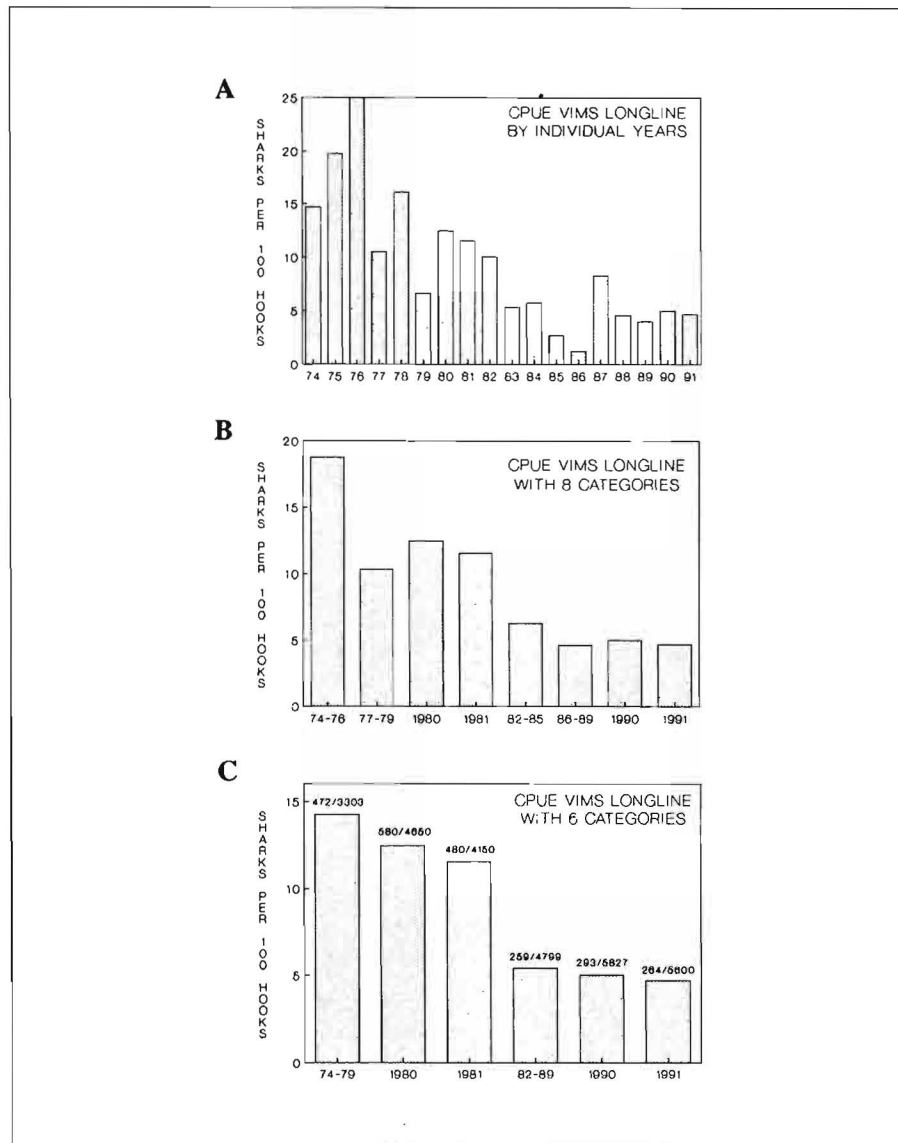 A
CPUE VIMS LONGLINE
BY INDIVIDUAL YEARS
SHARKS PER 100 HOOKS
25
20
15
10
5
0
74 75 76 77 78 79 80 81 82 83 84 85 86 87 88 89 90 91
B
CPUE VIMS LONGLINE
WITH 8 CATEGORIES
SHARKS PER 100 HOOKS
20
15
10
5
0
74-76 77-79 1980 1981 82-85 86-89 1990 1991
C
CPUE VIMS LONGLINE
WITH 6 CATEGORIES
SHARKS PER 100 HOOKS
15
10
5
0
472/3303
580/4650
480/4150
259/4799
293/5827
264/5600
74-79 1980 1981 82-89 1990 1991